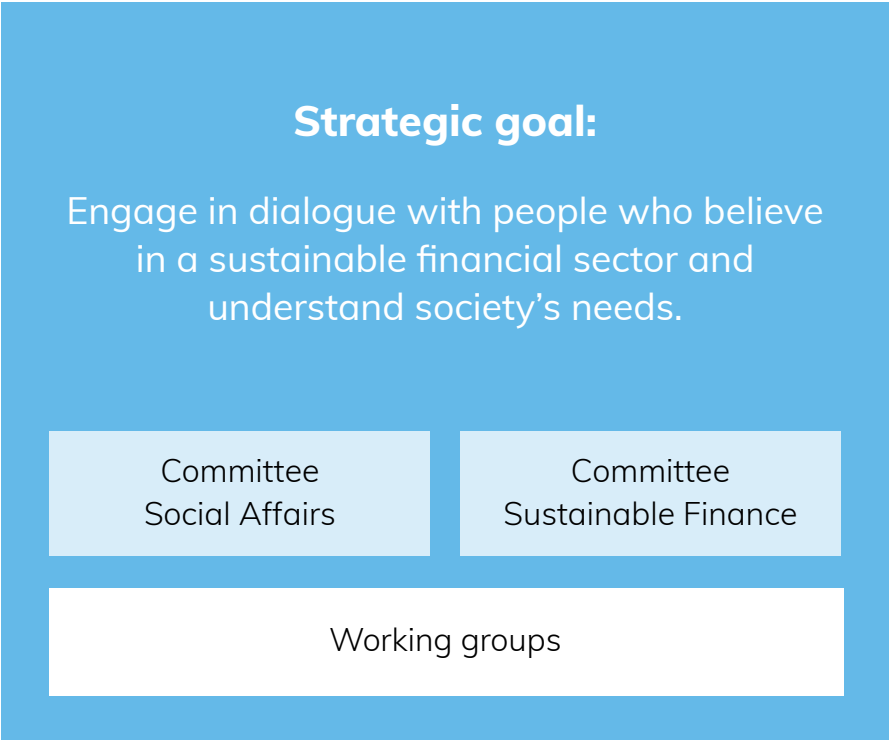 Strategic goal:
Engage in dialogue with people who believe
in a sustainable financial sector and
understand society’s needs.
Committee
Social Affairs
Committee
Sustainable Finance
Working groups